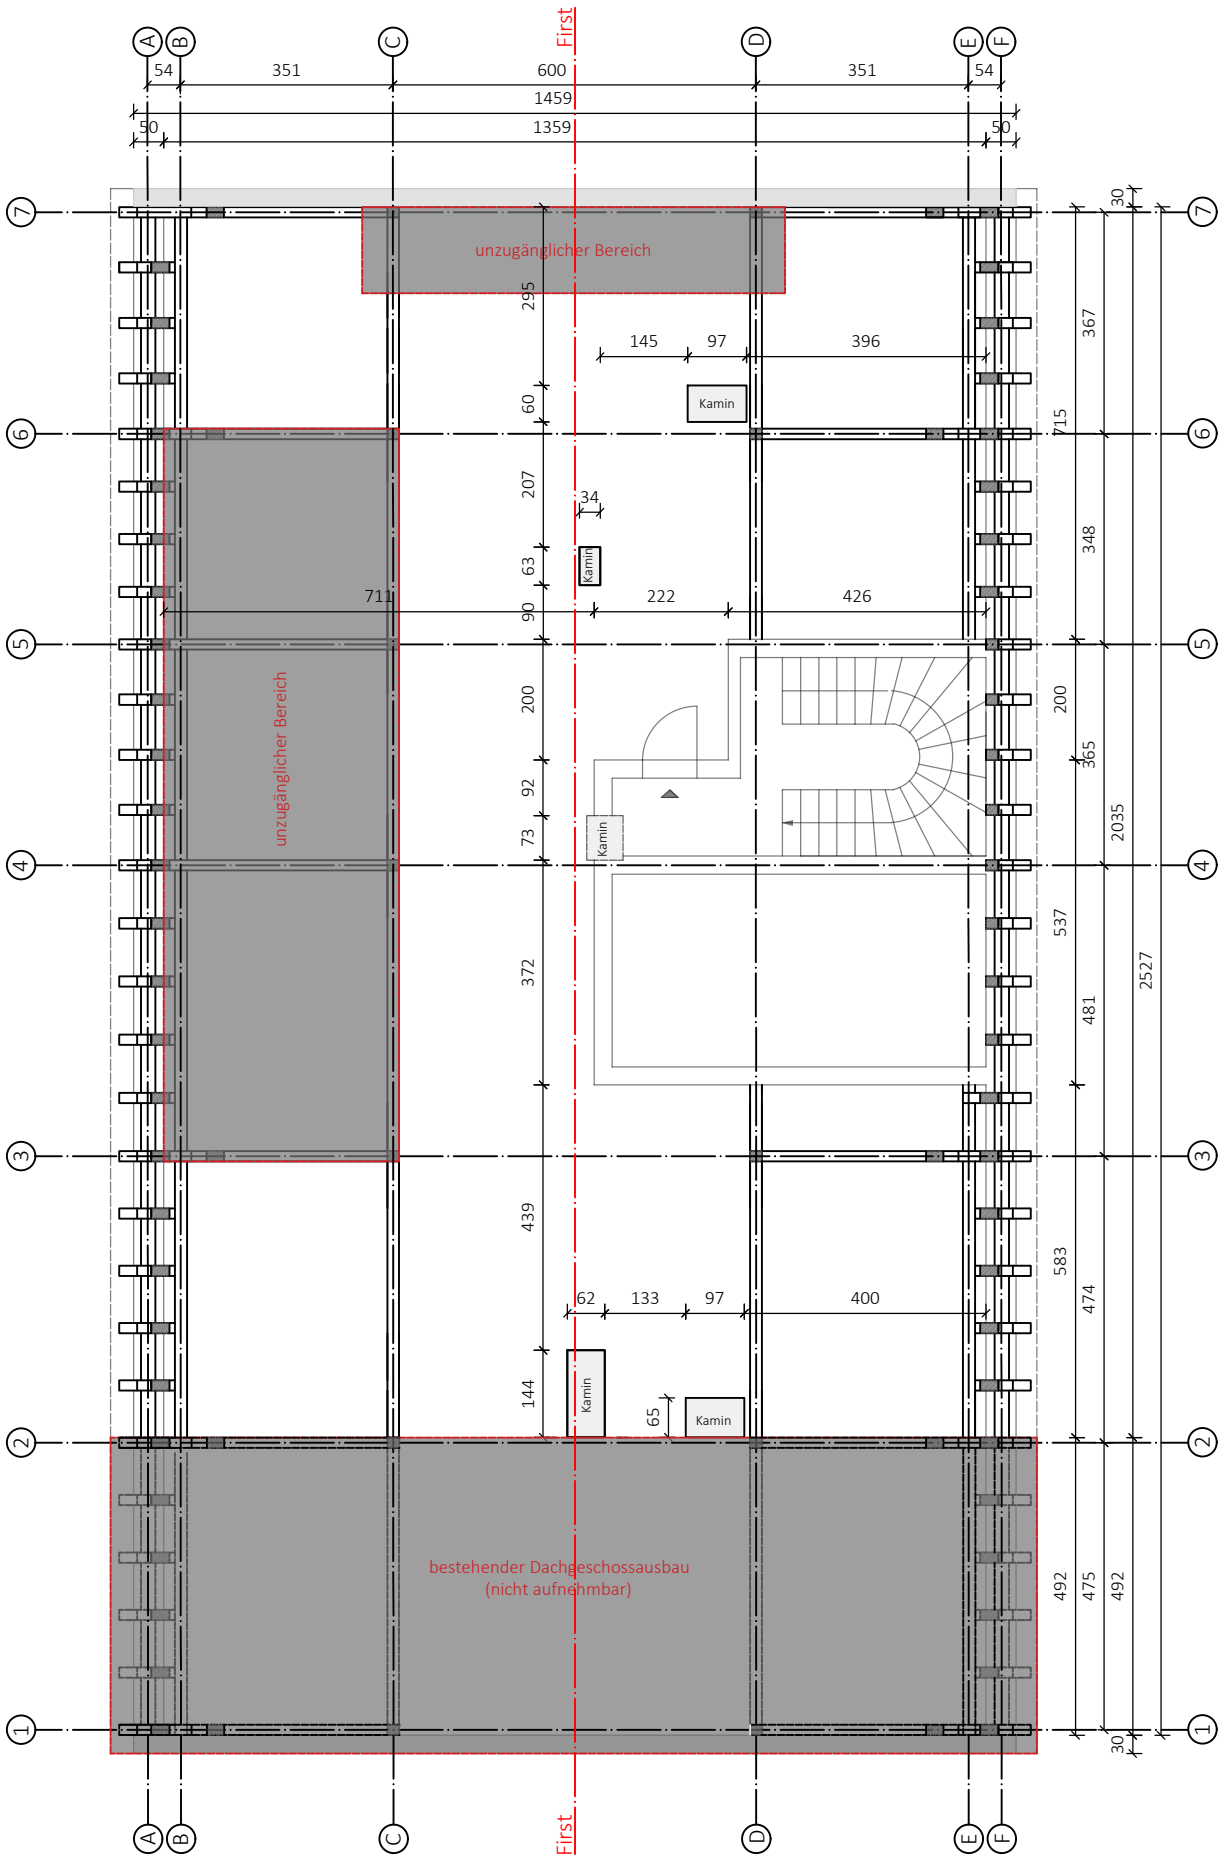 First
A
B
C
D
E
F
54
351
600
351
54
1459
50
1359
50
7
7
30
unzugänglicher Bereich
295
367
145
97
396
Kamin
60
715
6
6
207
34
348
63
Kamin
711
90
222
426
5
5
unzugänglicher Bereich
200
200
365
92
73
Kamin
2035
4
4
372
537
481
2527
3
3
439
583
474
62
133
97
400
144
Kamin
65
Kamin
2
2
bestehender Dachgeschossausbau
(nicht aufnehmbar)
492
475
492
1
1
30
First
A
B
C
D
E
F